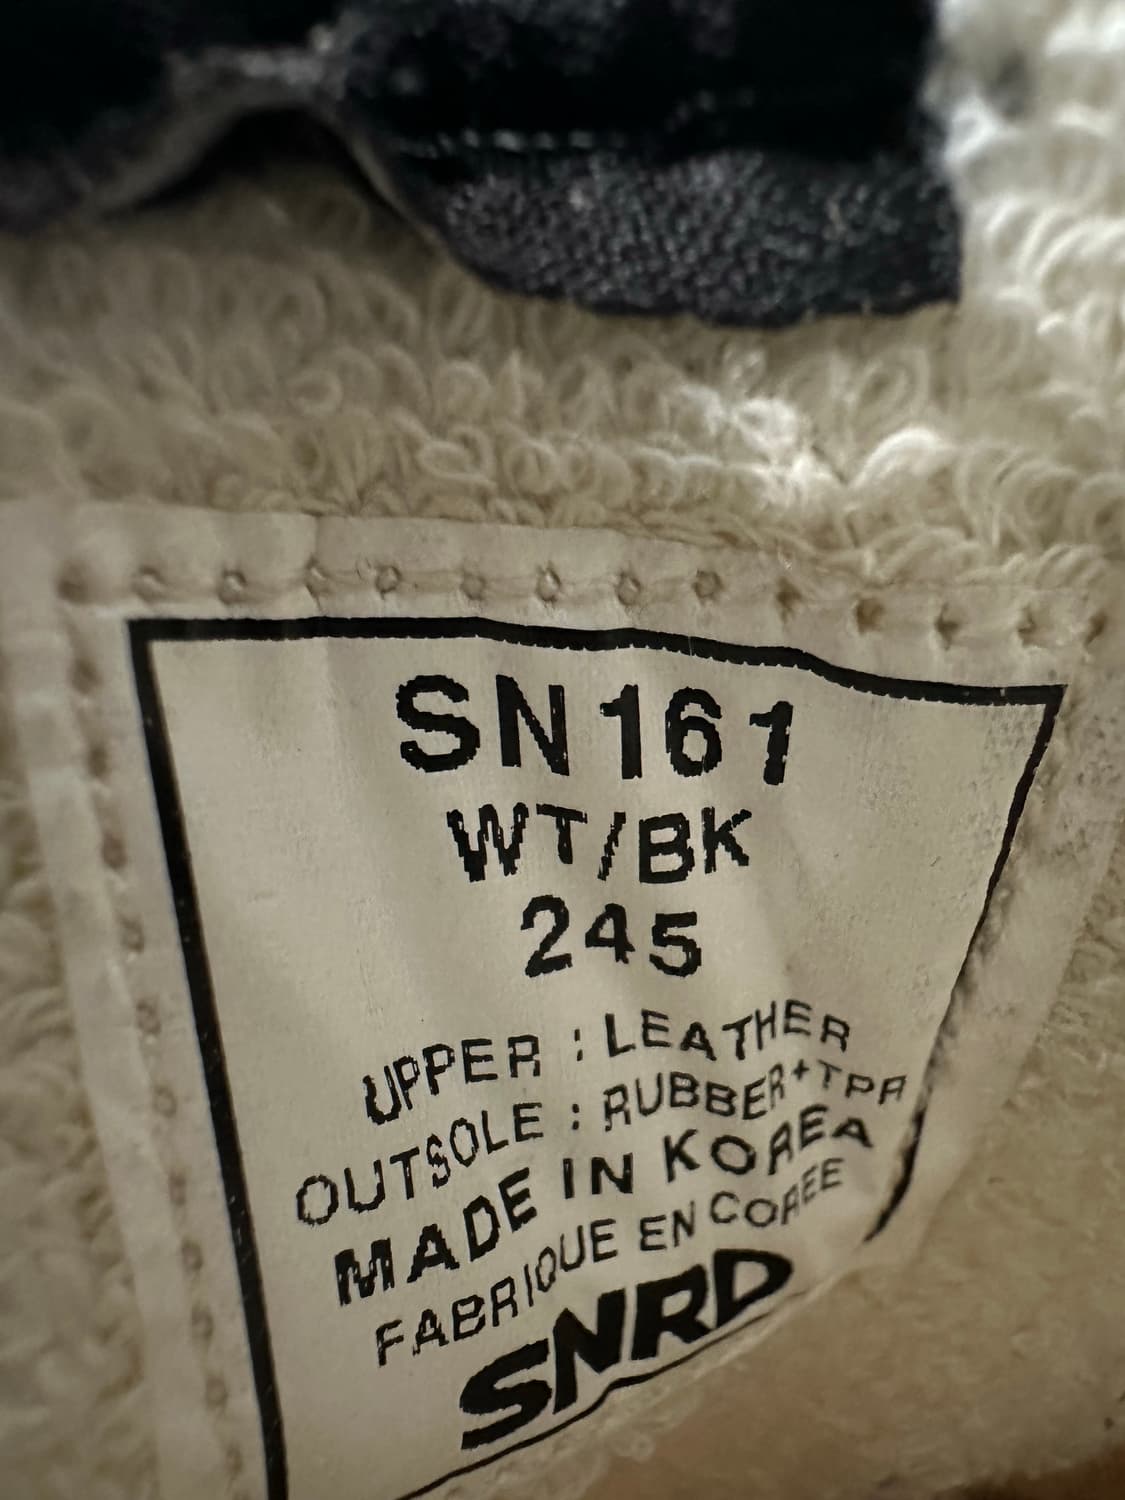 SN161
WT/BK
245
UPPER : LEATHER
OUTSOLE : RUBBER+TPR
MADE IN KOREA
FABRIQUE EN COREE
SNRD